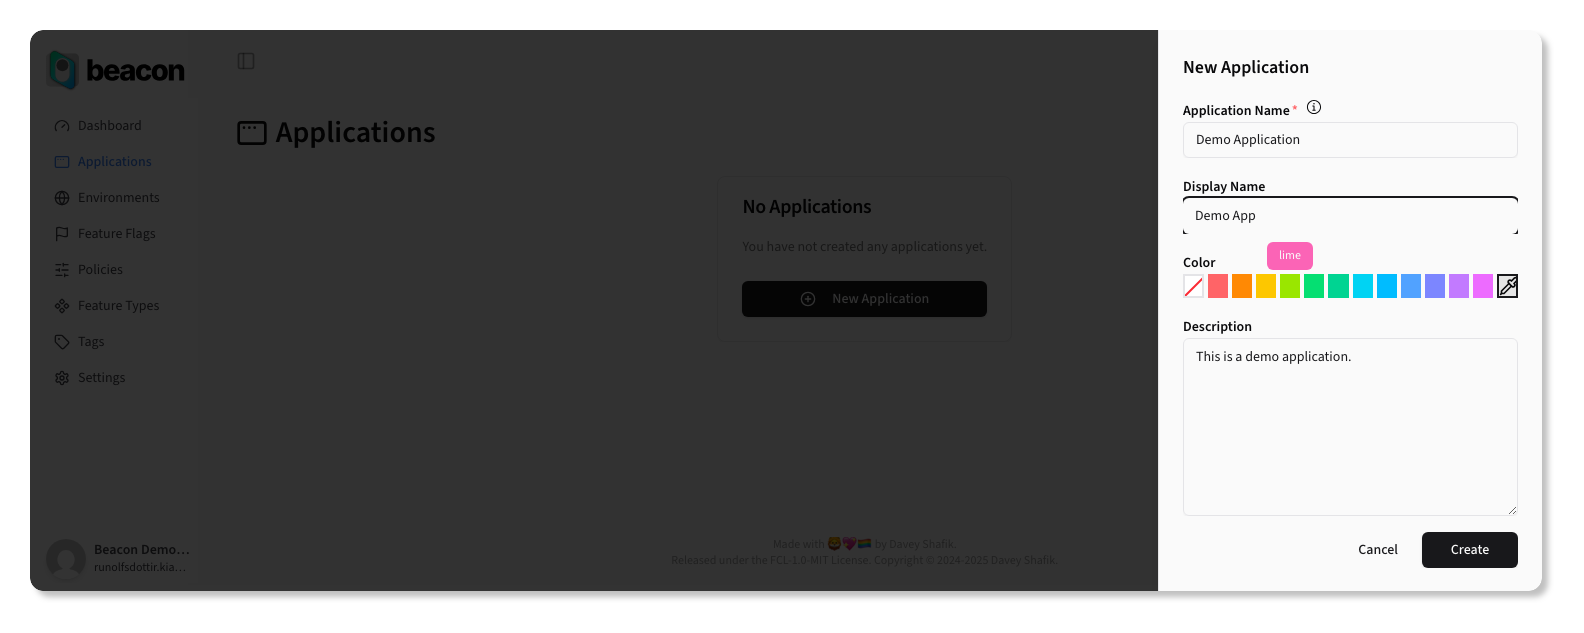 beacon
Dashboard
Applications
Environments
Feature Flags
Policies
Feature Types
Tags
Settings
Beacon Demo...
runolfsdottir.kia...
Applications
No Applications
You have not created any applications yet.
New Application
Made with 🦁💖🏳️‍🌈 by Davey Shafik.
Released under the FCL-1.0-MIT License. Copyright © 2024-2025 Davey Shafik.
New Application
Application Name *
Demo Application
Display Name
Demo App
lime
Color
Description
This is a demo application.
Cancel
Create